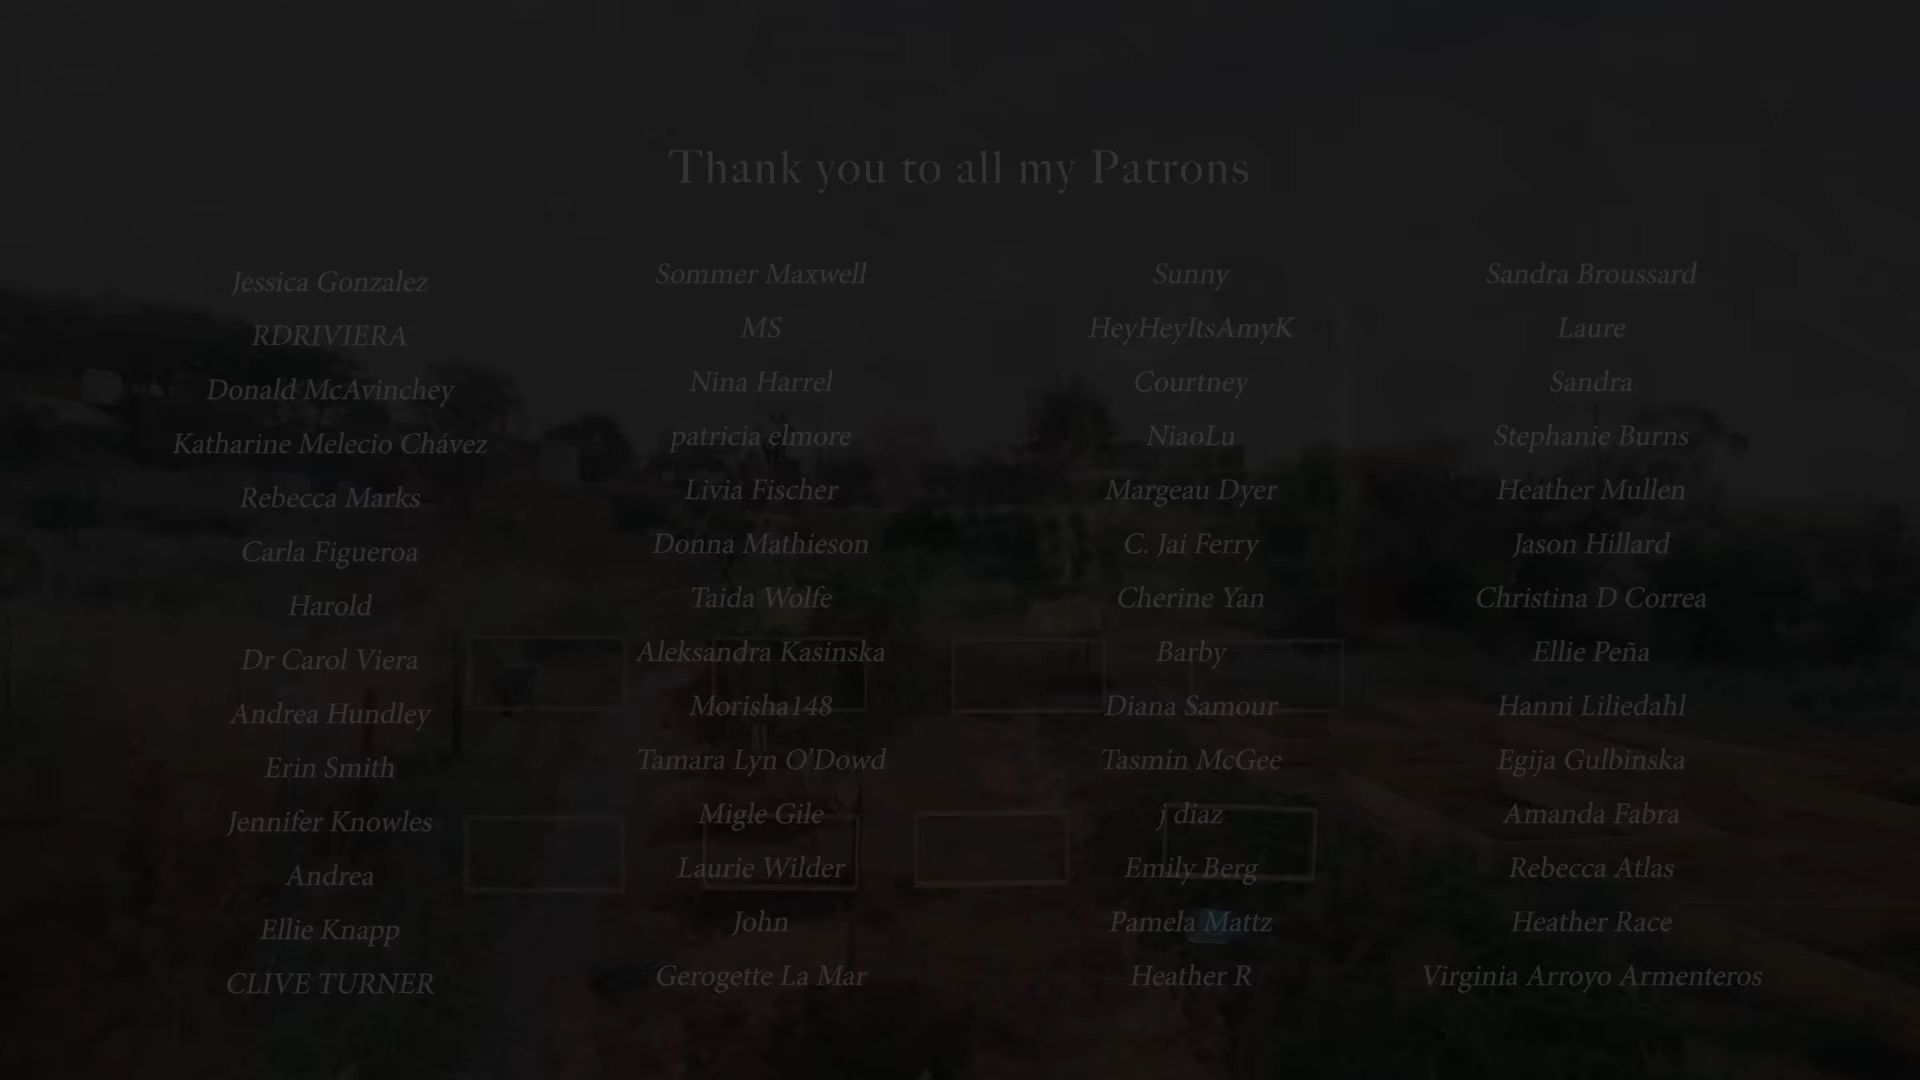 Thank you to all my Patrons
Jessica Gonzalez
RDRIVIERA
Donald McAvinchey
Katharine Melecio Chávez
Rebecca Marks
Carla Figueroa
Harold
Dr Carol Viera
Andrea Hundley
Erin Smith
Jennifer Knowles
Andrea
Ellie Knapp
CLIVE TURNER
Sommer Maxwell
MS
Nina Harrel
patricia elmore
Livia Fischer
Donna Mathieson
Taida Wolfe
Aleksandra Kasinska
Morisha148
Tamara Lyn O’Dowd
Migle Gile
Laurie Wilder
John
Gerogette La Mar
Sunny
HeyHeyItsAmyK
Courtney
NiaoLu
Margeau Dyer
C. Jai Ferry
Cherine Yan
Barby
Diana Samour
Tasmin McGee
j diaz
Emily Berg
Pamela Mattz
Heather R
Sandra Broussard
Laure
Sandra
Stephanie Burns
Heather Mullen
Jason Hillard
Christina D Correa
Ellie Peña
Hanni Liliedahl
Egija Gulbinska
Amanda Fabra
Rebecca Atlas
Heather Race
Virginia Arroyo Armenteros